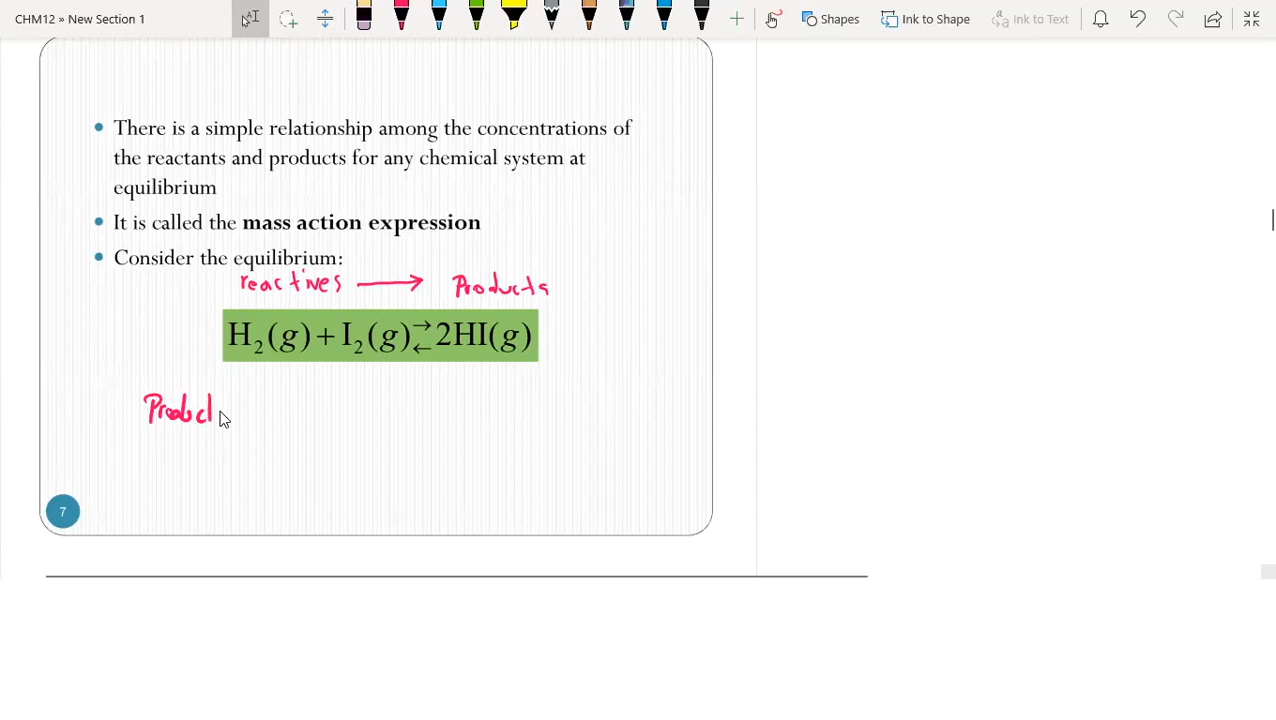 CHM12 » New Section 1
Shapes
Ink to Shape
Ink to Text
• There is a simple relationship among the concentrations of
the reactants and products for any chemical system at
equilibrium
• It is called the mass action expression
• Consider the equilibrium:
reactives → Products
H₂(g) + I₂(g) ⇄ 2HI(g)
7